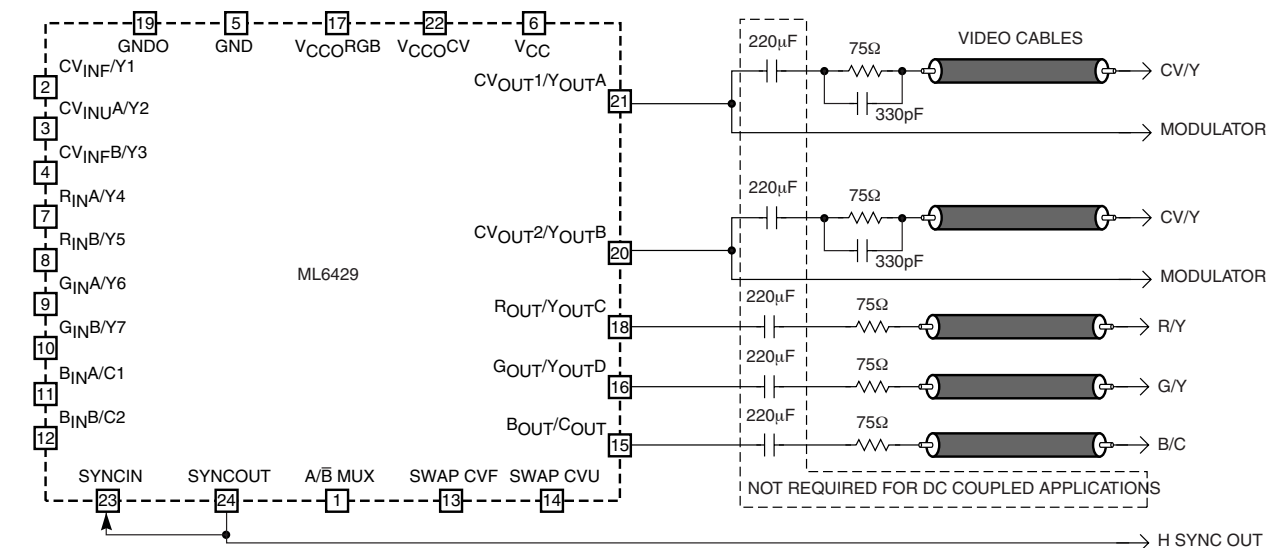 19
5
17
22
6
GNDO
GND
VCCORGB
VCCOCV
VCC
2
CVINF/Y1
3
CVINUA/Y2
4
CVINFB/Y3
7
RINA/Y4
8
RINB/Y5
9
GINA/Y6
10
GINB/Y7
11
BINA/C1
12
BINB/C2
ML6429
CVOUT1/YOUTA
21
CVOUT2/YOUTB
20
ROUT/YOUTC
18
GOUT/YOUTD
16
BOUT/COUT
15
SYNCIN
SYNCOUT
A/B̅ MUX
SWAP CVF
SWAP CVU
23
24
1
13
14
220μF
75Ω
VIDEO CABLES
330pF
CV/Y
MODULATOR
220μF
75Ω
330pF
CV/Y
MODULATOR
220μF
75Ω
R/Y
220μF
75Ω
G/Y
220μF
75Ω
B/C
NOT REQUIRED FOR DC COUPLED APPLICATIONS
H SYNC OUT